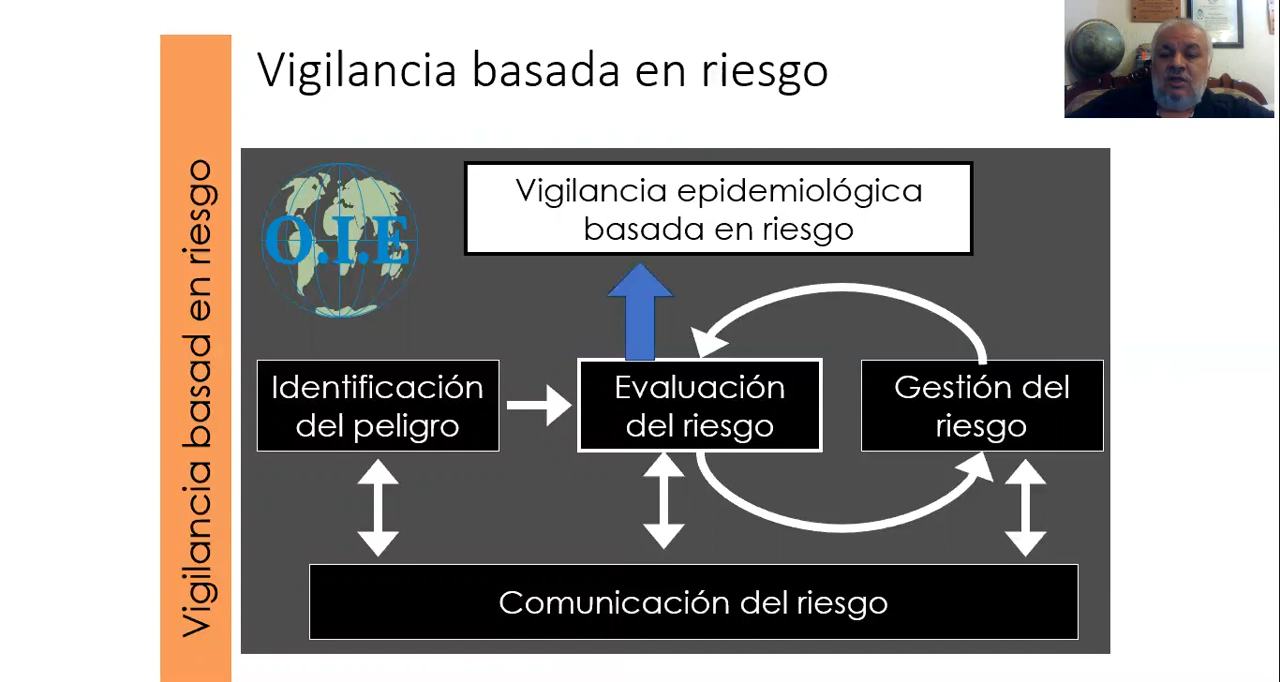 Vigilancia basada en riesgo
Vigilancia basad en riesgo
O.I.E
Vigilancia epidemiológica
basada en riesgo
Identificación
del peligro
Evaluación
del riesgo
Gestión del
riesgo
Comunicación del riesgo